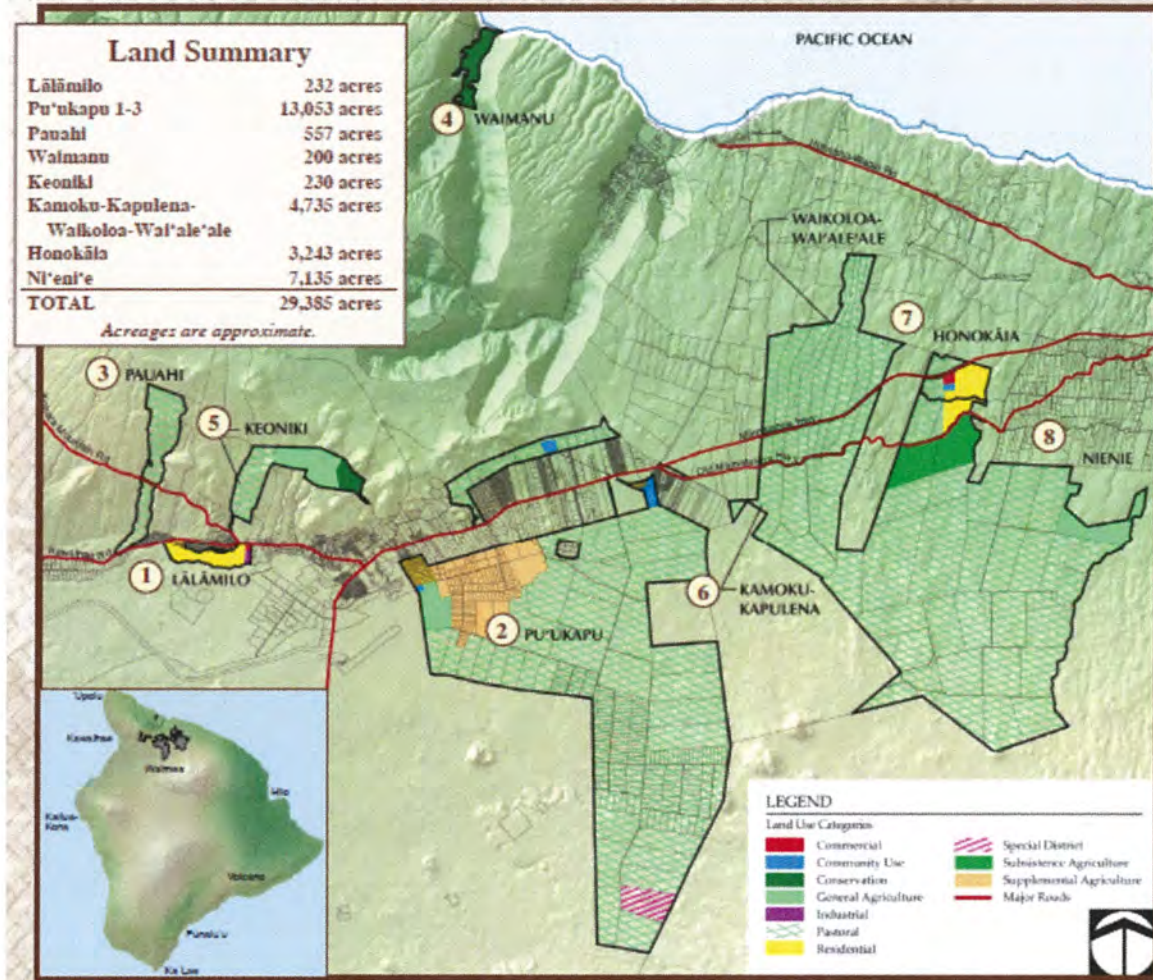 Land Summary
Lālāmilo 232 acres
Pu‘ukapu 1-3 13,053 acres
Pauahi 557 acres
Waimanu 200 acres
Keoniki 230 acres
Kamoku-Kapulena-
Waikoloa-Wai‘ale‘ale 4,735 acres
Honokāia 3,243 acres
Ni‘eni‘e 7,135 acres
TOTAL 29,385 acres
Acreages are approximate.
PACIFIC OCEAN
4 WAIMANU
WAIKOLOA-
WAI‘ALE‘ALE
7 HONOKĀIA
3 PAUAHI
5 KEONIKI
8
NIENIE
Kawaihae Rd
1 LĀLĀMILO
2 PU‘UKAPU
6 KAMOKU-
KAPULENA
Upolu
Kawaihae
Waimea
Hilo
Kailua-
Kona
Volcano
Punalu‘u
Ka Lae
LEGEND
Land Use Categories
Commercial
Community Use
Conservation
General Agriculture
Industrial
Pastoral
Residential
Special District
Subsistence Agriculture
Supplemental Agriculture
Major Roads